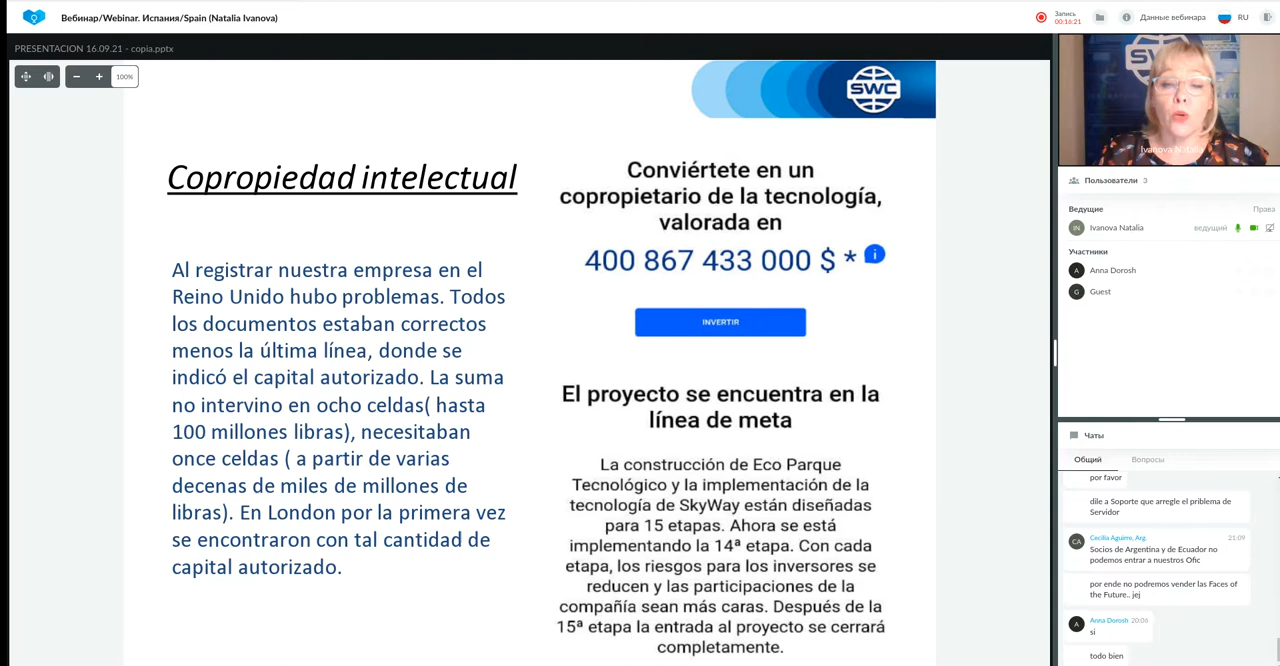 Вебинар/Webinar. Испания/Spain (Natalia Ivanova)
Запись
00:16:21
Данные вебинара
RU
PRESENTACION 16.09.21 - copia.pptx
100%
SWC
Copropiedad intelectual
Al registrar nuestra empresa en el
Reino Unido hubo problemas. Todos
los documentos estaban correctos
menos la última línea, donde se
indicó el capital autorizado. La suma
no intervino en ocho celdas( hasta
100 millones libras), necesitaban
once celdas ( a partir de varias
decenas de miles de millones de
libras). En London por la primera vez
se encontraron con tal cantidad de
capital autorizado.
Conviértete en un
copropietario de la tecnología,
valorada en
400 867 433 000 $ *
i
INVERTIR
El proyecto se encuentra en la
línea de meta
La construcción de Eco Parque
Tecnológico y la implementación de la
tecnología de SkyWay están diseñadas
para 15 etapas. Ahora se está
implementando la 14ª etapa. Con cada
etapa, los riesgos para los inversores se
reducen y las participaciones de la
compañía sean más caras. Después de la
15ª etapa la entrada al proyecto se cerrará
completamente.
Ivanova Natalia
Пользователи 3
Ведущие
Права
IN
Ivanova Natalia
ведущий
Участники
A
Anna Dorosh
G
Guest
Чаты
Общий
Вопросы
por favor
dile a Soporte que arregle el priblema de
Servidor
CA
Cecilia Aguirre, Arg.
21:09
Socios de Argentina y de Ecuador no
podemos entrar a nuestros Ofic
por ende no podremos vender las Faces of
the Future.. jej
A
Anna Dorosh 20:06
si
todo bien